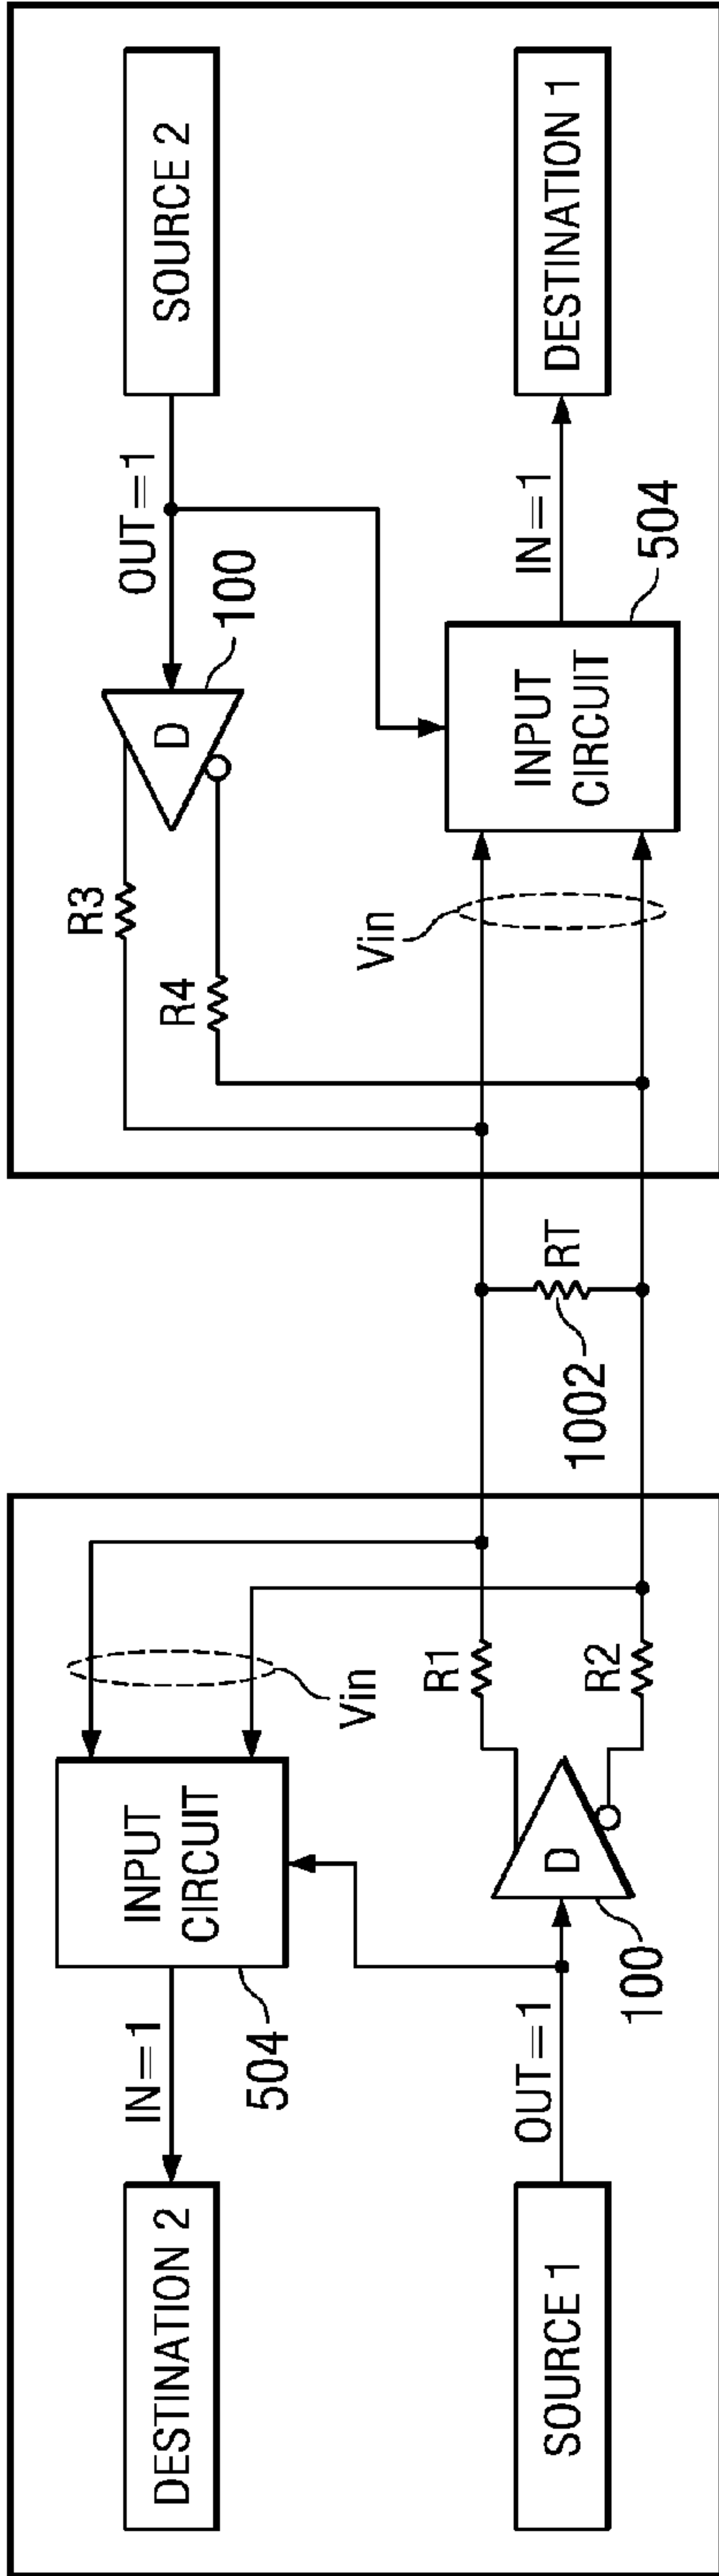 DESTINATION 2
IN=1
504
INPUT
CIRCUIT
Vin
SOURCE 1
OUT=1
D
100
R1
R2
RT
1002
SOURCE 2
OUT=1
D
100
R3
R4
Vin
INPUT
CIRCUIT
504
IN=1
DESTINATION 1